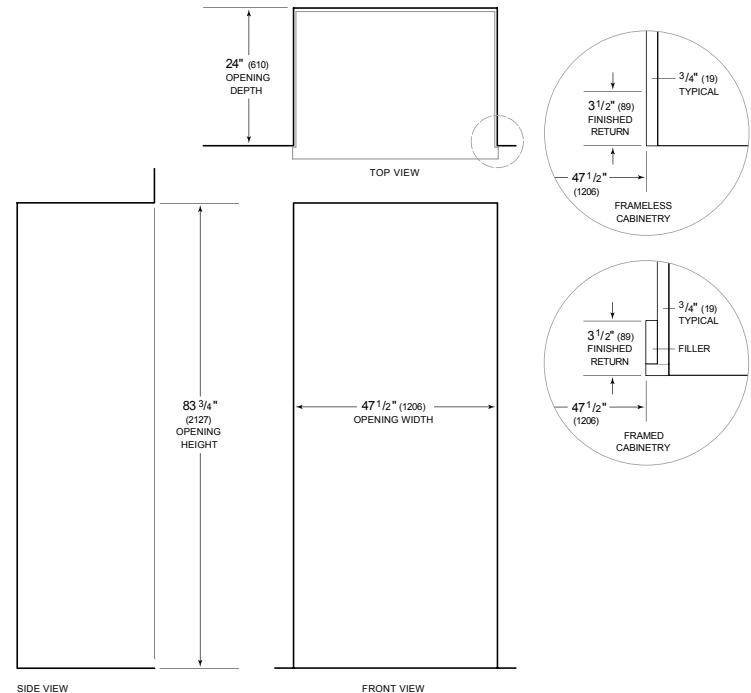 24" (610)
OPENING
DEPTH
TOP VIEW
3/4" (19)
TYPICAL
3 1/2" (89)
FINISHED
RETURN
47 1/2"
(1206)
FRAMELESS
CABINETRY
3/4" (19)
TYPICAL
3 1/2" (89)
FINISHED
RETURN
FILLER
47 1/2"
(1206)
FRAMED
CABINETRY
83 3/4"
(2127)
OPENING
HEIGHT
47 1/2" (1206)
OPENING WIDTH
SIDE VIEW
FRONT VIEW